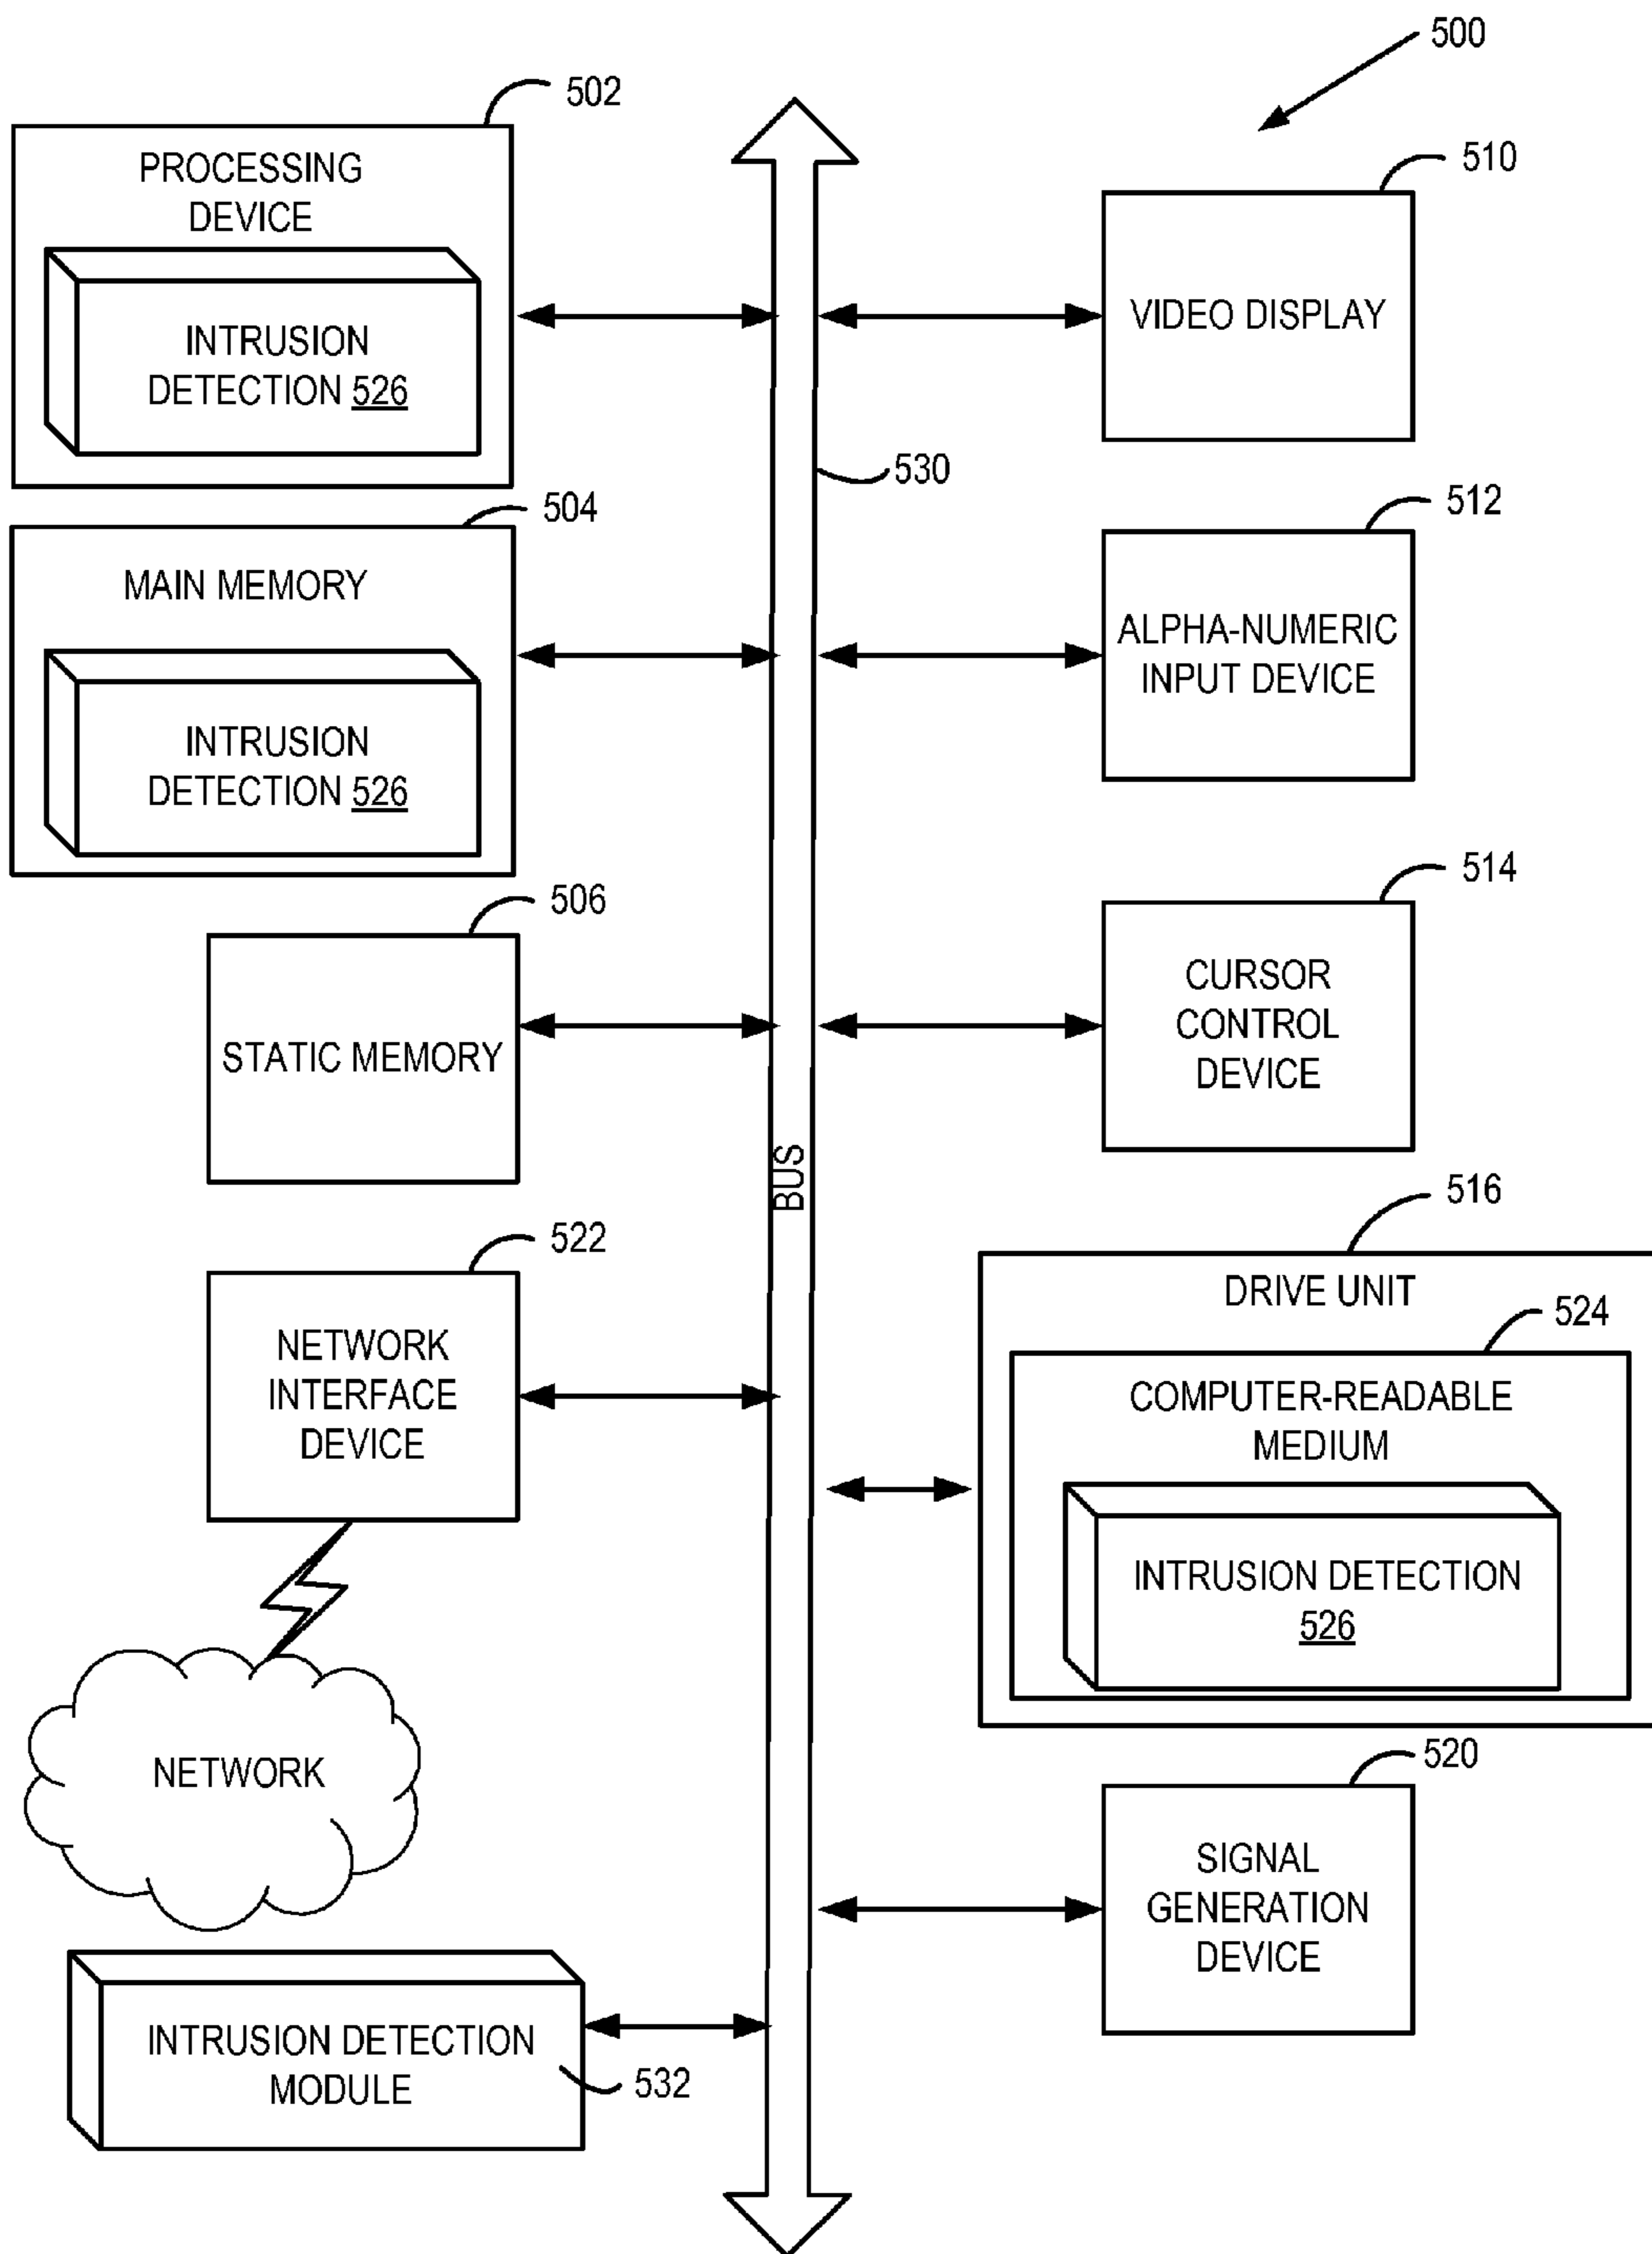 500
502
PROCESSING
DEVICE
INTRUSION
DETECTION 526
510
VIDEO DISPLAY
530
504
MAIN MEMORY
INTRUSION
DETECTION 526
512
ALPHA-NUMERIC
INPUT DEVICE
506
STATIC MEMORY
514
CURSOR
CONTROL
DEVICE
BUS
522
NETWORK
INTERFACE
DEVICE
516
DRIVE UNIT
524
COMPUTER-READABLE
MEDIUM
INTRUSION DETECTION
526
NETWORK
520
SIGNAL
GENERATION
DEVICE
INTRUSION DETECTION
MODULE
532